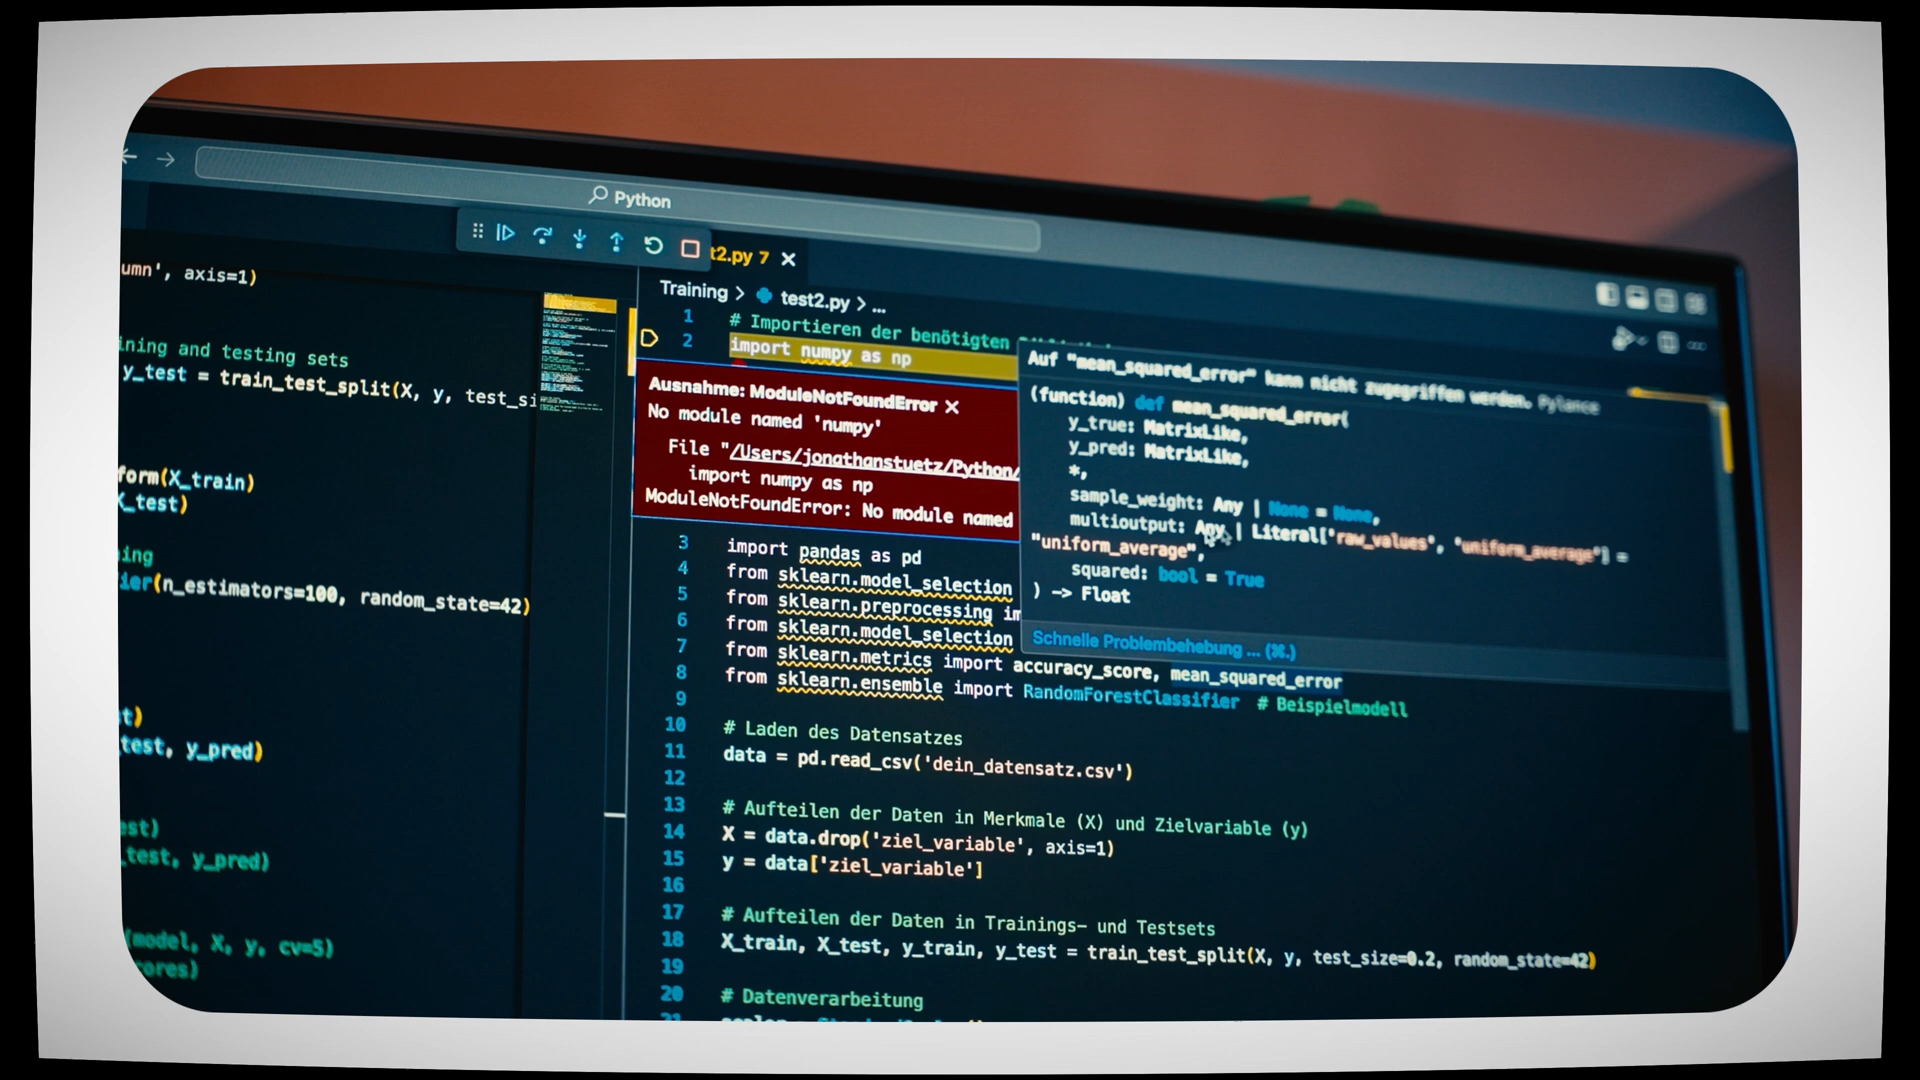 Python
umn', axis=1)
ining and testing sets
y_test = train_test_split(X, y, test_si
form(X_train)
X_test)
ing
ier(n_estimators=100, random_state=42)
t)
test, y_pred)
est)
_test, y_pred)
(model, X, y, cv=5)
cores)
t2.py 7
Training > test2.py > ...
1 # Importieren der benötigten
2 import numpy as np
Ausnahme: ModuleNotFoundError
No module named 'numpy'
File "/Users/jonathanstuetz/Python/
import numpy as np
ModuleNotFoundError: No module named
Auf "mean_squared_error" kann nicht zugegriffen werden. Pylance
(function) def mean_squared_error(
y_true: MatrixLike,
y_pred: MatrixLike,
*,
sample_weight: Any | None = None,
multioutput: Any | Literal['raw_values', 'uniform_average'] =
"uniform_average",
squared: bool = True
) -> Float
Schnelle Problembehebung ... (⌘.)
3 import pandas as pd
4 from sklearn.model_selection
5 from sklearn.preprocessing im
6 from sklearn.model_selection
7 from sklearn.metrics import accuracy_score, mean_squared_error
8 from sklearn.ensemble import RandomForestClassifier # Beispielmodell
9
10 # Laden des Datensatzes
11 data = pd.read_csv('dein_datensatz.csv')
12
13 # Aufteilen der Daten in Merkmale (X) und Zielvariable (y)
14 X = data.drop('ziel_variable', axis=1)
15 y = data['ziel_variable']
16
17 # Aufteilen der Daten in Trainings- und Testsets
18 X_train, X_test, y_train, y_test = train_test_split(X, y, test_size=0.2, random_state=42)
19
20 # Datenverarbeitung